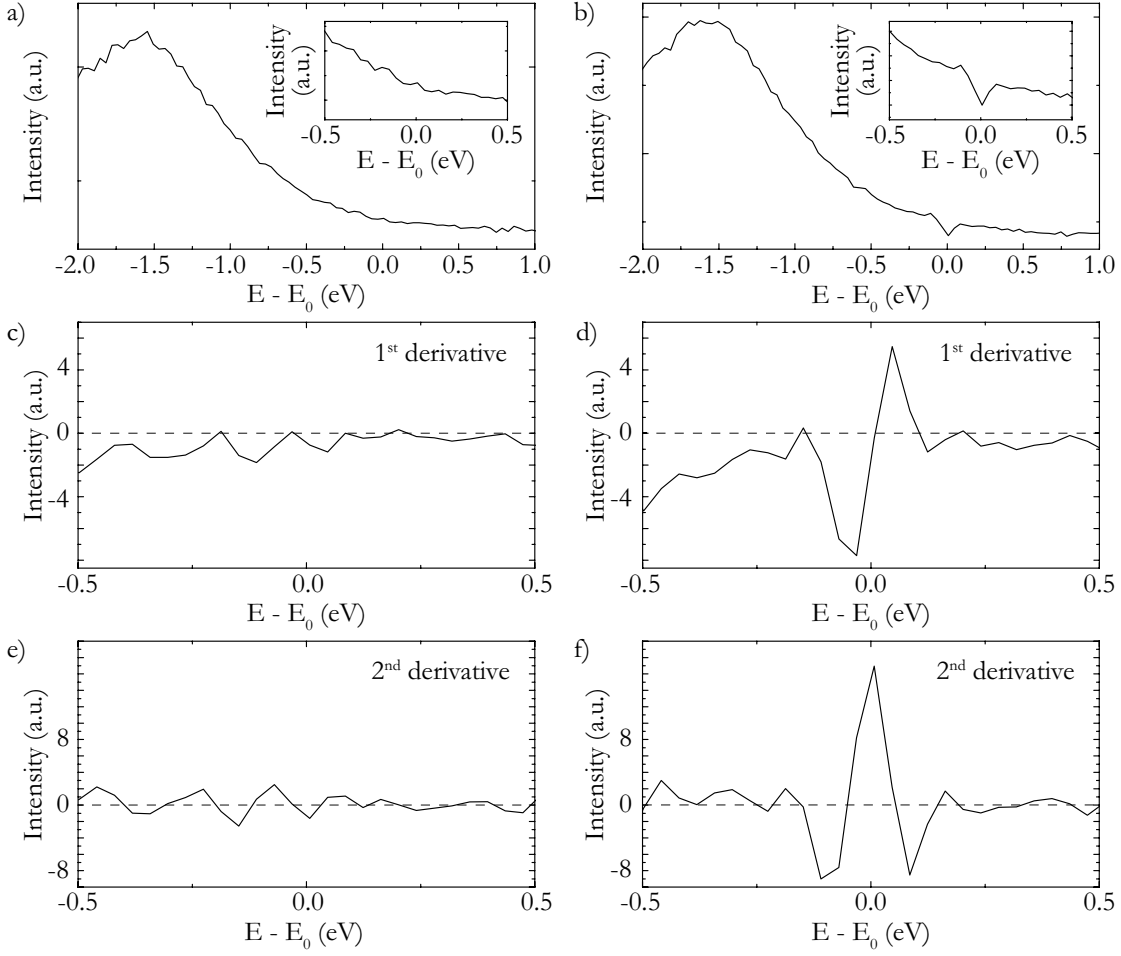 a)
Intensity (a.u.)
Intensity
(a.u.)
-0.5 0.0 0.5
E - E0 (eV)
-2.0 -1.5 -1.0 -0.5 0.0 0.5 1.0
E - E0 (eV)
b)
Intensity (a.u.)
Intensity
(a.u.)
-0.5 0.0 0.5
E - E0 (eV)
-2.0 -1.5 -1.0 -0.5 0.0 0.5 1.0
E - E0 (eV)
c)
1st derivative
Intensity (a.u.)
4
0
-4
-0.5 0.0 0.5
E - E0 (eV)
d)
1st derivative
Intensity (a.u.)
4
0
-4
-0.5 0.0 0.5
E - E0 (eV)
e)
2nd derivative
Intensity (a.u.)
8
0
-8
-0.5 0.0 0.5
E - E0 (eV)
f)
2nd derivative
Intensity (a.u.)
8
0
-8
-0.5 0.0 0.5
E - E0 (eV)